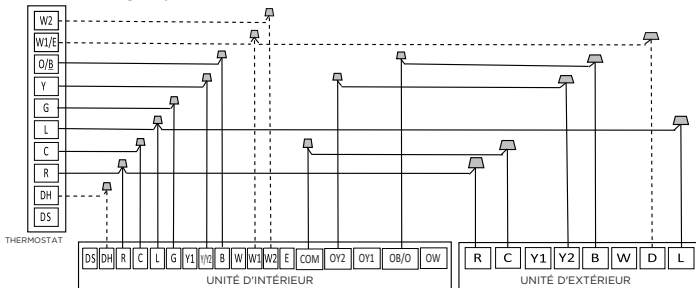 W2
W1/E
O/B
Y
G
L
C
R
DH
DS
THERMOSTAT
DS DH R C L G Y1 Y/Y2 B W W1 W2 E COM OY2 OY1 OB/O OW
UNITÉ D'INTÉRIEUR
R C Y1 Y2 B W D L
UNITÉ D'EXTÉRIEUR